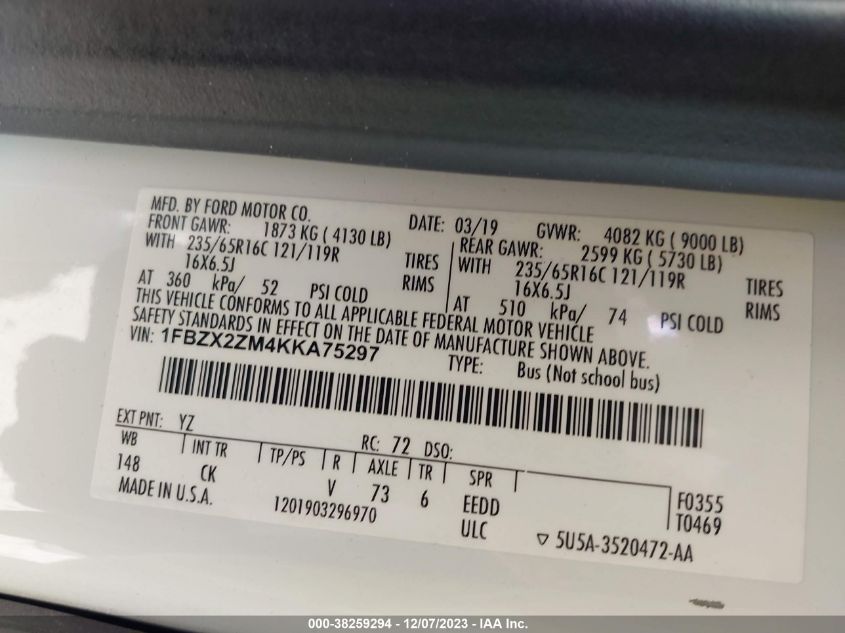 MFD. BY FORD MOTOR CO. DATE: 03/19 GVWR: 4082 KG ( 9000 LB)
FRONT GAWR: 1873 KG ( 4130 LB) REAR GAWR: 2599 KG ( 5730 LB)
WITH 235/65R16C 121/119R TIRES WITH 235/65R16C 121/119R TIRES
16X6.5J RIMS 16X6.5J RIMS
AT 360 kPa/ 52 PSI COLD AT 510 kPa/ 74 PSI COLD
THIS VEHICLE CONFORMS TO ALL APPLICABLE FEDERAL MOTOR VEHICLE
SAFETY STANDARDS IN EFFECT ON THE DATE OF MANUFACTURE SHOWN ABOVE.
VIN: 1FBZX2ZM4KKA75297 TYPE: Bus (Not school bus)
EXT PNT: YZ RC: 72 DSO:
WB INT TR TP/PS R AXLE TR SPR
148 CK V 73 6 EEDD F0355
MADE IN U.S.A. 1201903296970 ULC T0469
5U5A-3520472-AA
000-38259294 - 12/07/2023 - IAA Inc.